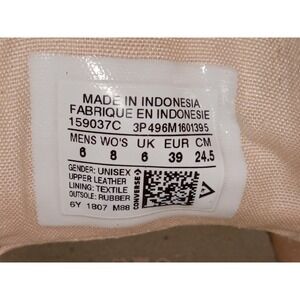 MADE IN INDONESIA
FABRIQUE EN INDONESIE
159037C 3P496M1601395
MENS WO'S UK EUR CM
6 8 6 39 24.5
GENDER: UNISEX
UPPER LEATHER
LINING: TEXTILE
OUTSOLE: RUBBER
6Y 1807 M88
CONVERSE